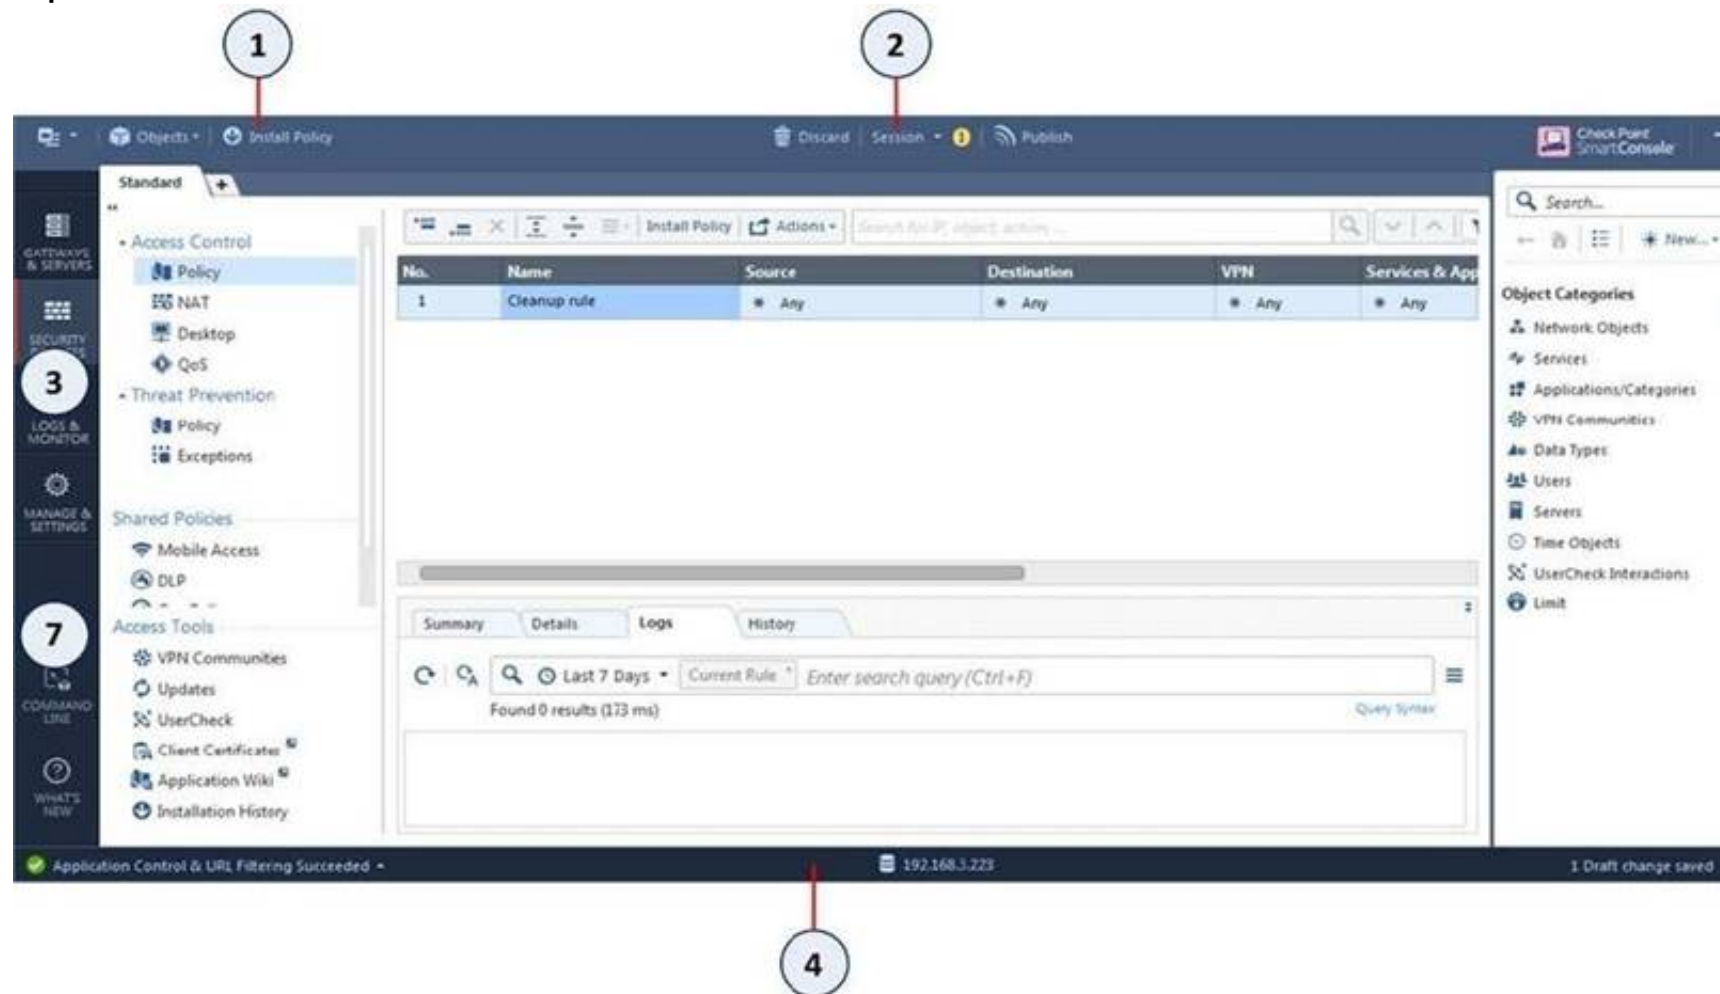 1
2
Objects
Install Policy
Discard
Session
Publish
Check Point
SmartConsole
Standard
+
GATEWAYS
& SERVERS
SECURITY
3
LOGS &
MONITOR
MANAGE &
SETTINGS
7
COMMAND
LINE
WHAT'S
NEW
Access Control
Policy
NAT
Desktop
QoS
Threat Prevention
Policy
Exceptions
Shared Policies
Mobile Access
DLP
Access Tools
VPN Communities
Updates
UserCheck
Client Certificates
Application Wiki
Installation History
Install Policy
Actions
Search for IP, object, action, ...
No. Name Source Destination VPN Services & App
1 Cleanup rule Any Any Any Any
Summary Details Logs History
Last 7 Days
Current Rule
Enter search query (Ctrl+F)
Found 0 results (173 ms)
Query Syntax
Search...
New...
Object Categories
Network Objects
Services
Applications/Categories
VPN Communities
Data Types
Users
Servers
Time Objects
UserCheck Interactions
Limit
Application Control & URL Filtering Succeeded
192.168.3.223
1 Draft change saved
4